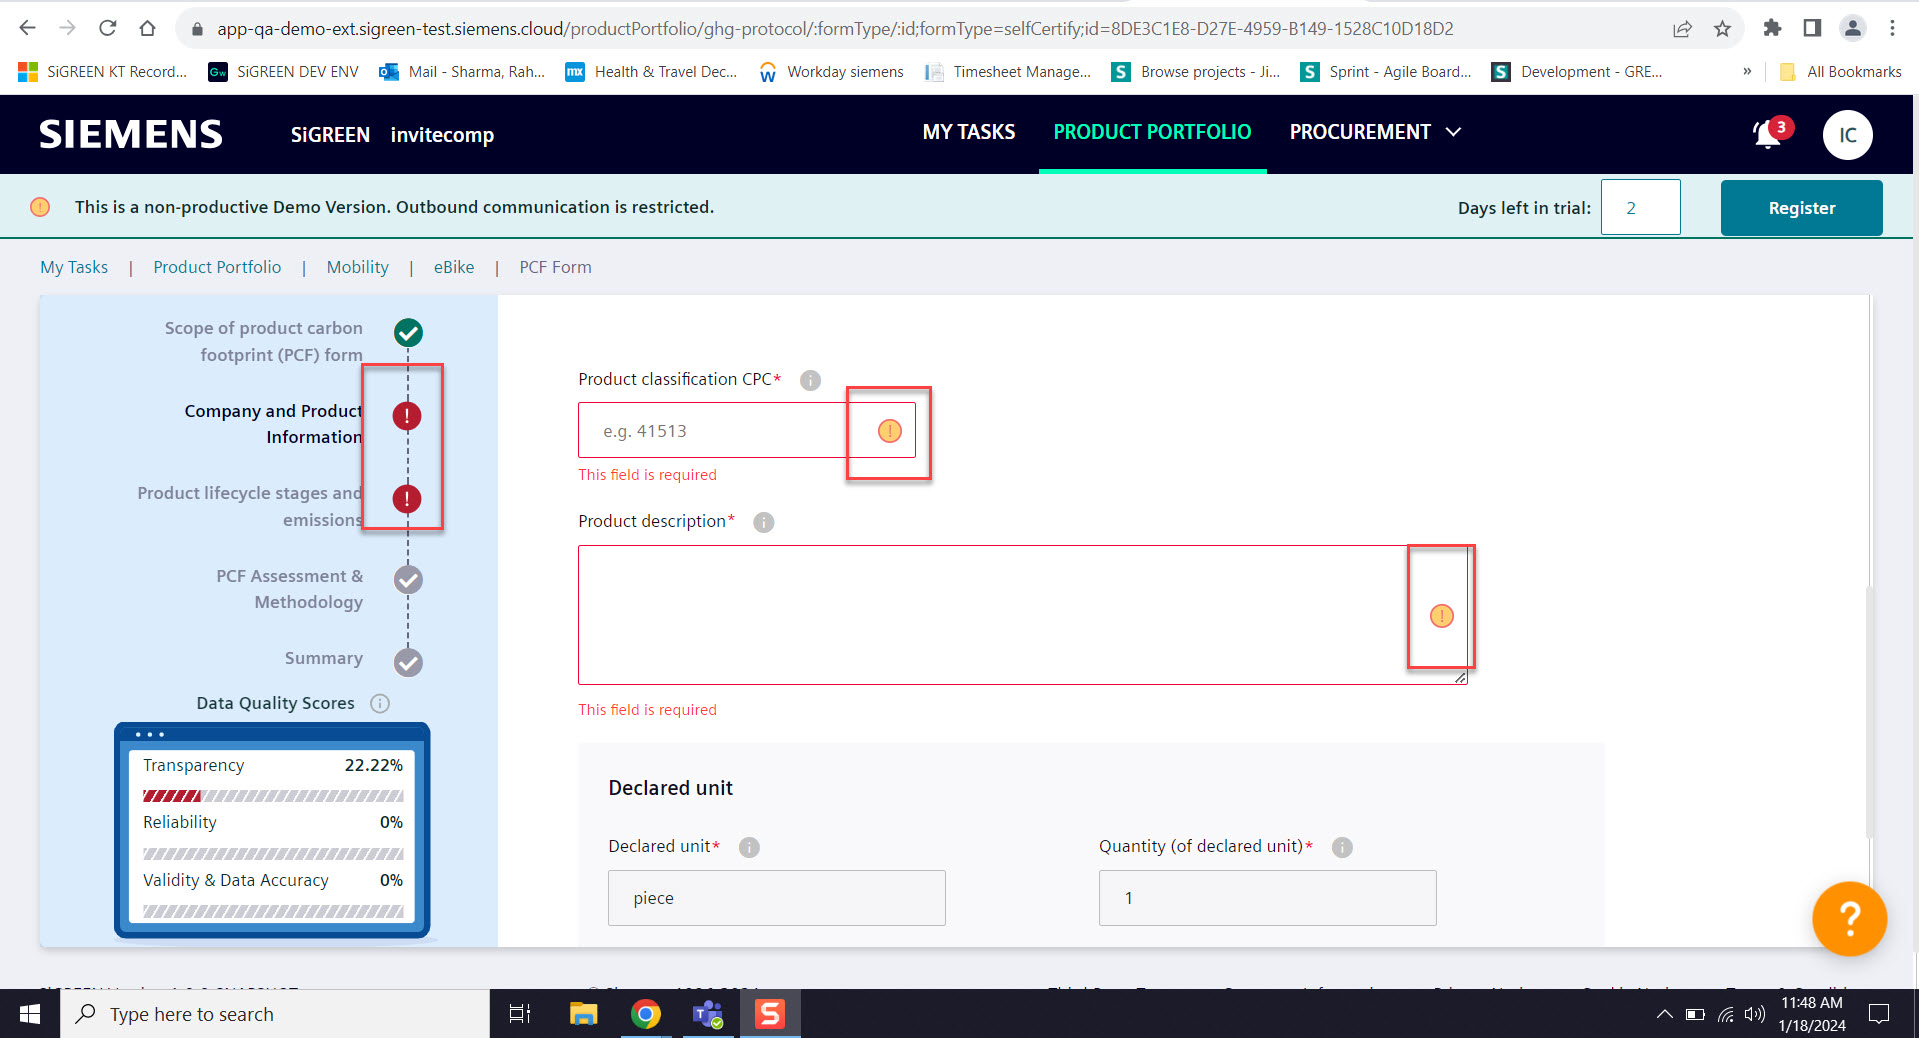 app-qa-demo-ext.sigreen-test.siemens.cloud/productPortfolio/ghg-protocol/:formType/:id;formType=selfCertify;id=8DE3C1E8-D27E-4959-B149-1528C10D18D2
SiGREEN KT Record... Gw SiGREEN DEV ENV Mail - Sharma, Rah... mx Health & Travel Dec... Workday siemens Timesheet Manage... S Browse projects - Ji... S Sprint - Agile Board... S Development - GRE... » All Bookmarks
SIEMENS SiGREEN invitecomp MY TASKS PRODUCT PORTFOLIO PROCUREMENT 3 IC
This is a non-productive Demo Version. Outbound communication is restricted. Days left in trial: 2 Register
My Tasks | Product Portfolio | Mobility | eBike | PCF Form
Scope of product carbon
footprint (PCF) form
Company and Product
Information
Product lifecycle stages and
emissions
PCF Assessment &
Methodology
Summary
Data Quality Scores
Transparency 22.22%
Reliability 0%
Validity & Data Accuracy 0%
Product classification CPC*
e.g. 41513
This field is required
Product description*
This field is required
Declared unit
Declared unit* Quantity (of declared unit)*
piece 1
?
Type here to search
11:48 AM
1/18/2024